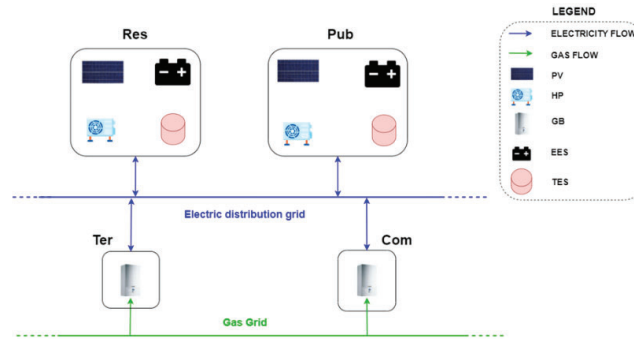 LEGEND
Res
Pub
ELECTRICITY FLOW
GAS FLOW
PV
HP
GB
EES
TES
Electric distribution grid
Ter
Com
Gas Grid